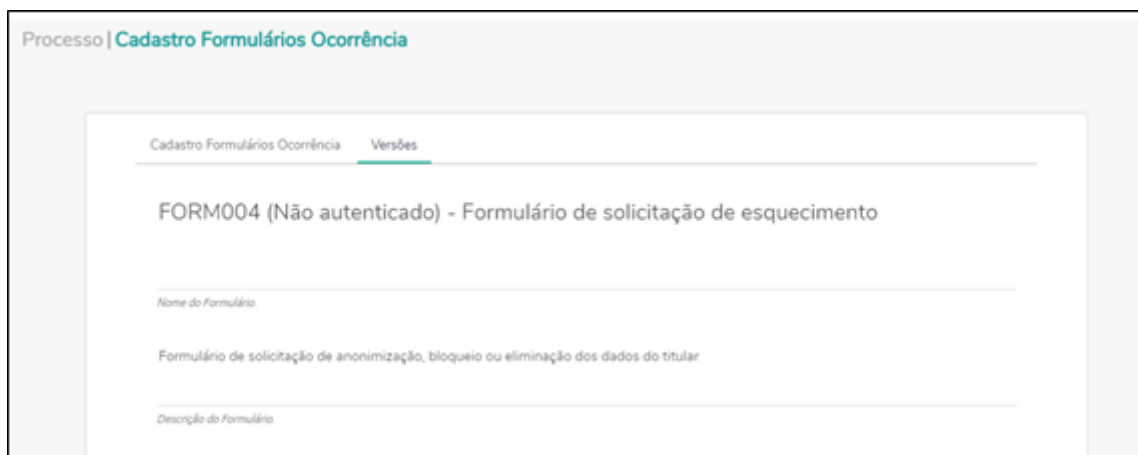 Processo | Cadastro Formulários Ocorrência
Cadastro Formulários Ocorrência Versões
FORM004 (Não autenticado) - Formulário de solicitação de esquecimento
Nome do Formulário.
Formulário de solicitação de anonimização, bloqueio ou eliminação dos dados do titular
Descrição do Formulário.